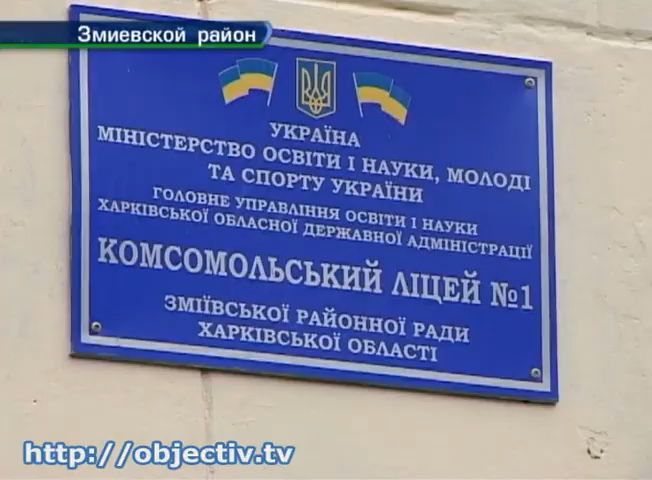 Змиевской район
УКРАЇНА
МІНІСТЕРСТВО ОСВІТИ І НАУКИ, МОЛОДІ
ТА СПОРТУ УКРАЇНИ
ГОЛОВНЕ УПРАВЛІННЯ ОСВІТИ І НАУКИ
ХАРКІВСЬКОЇ ОБЛАСНОЇ ДЕРЖАВНОЇ АДМІНІСТРАЦІЇ
КОМСОМОЛЬСЬКИЙ ЛІЦЕЙ №1
ЗМІЇВСЬКОЇ РАЙОННОЇ РАДИ
ХАРКІВСЬКОЇ ОБЛАСТІ
http://objectiv.tv